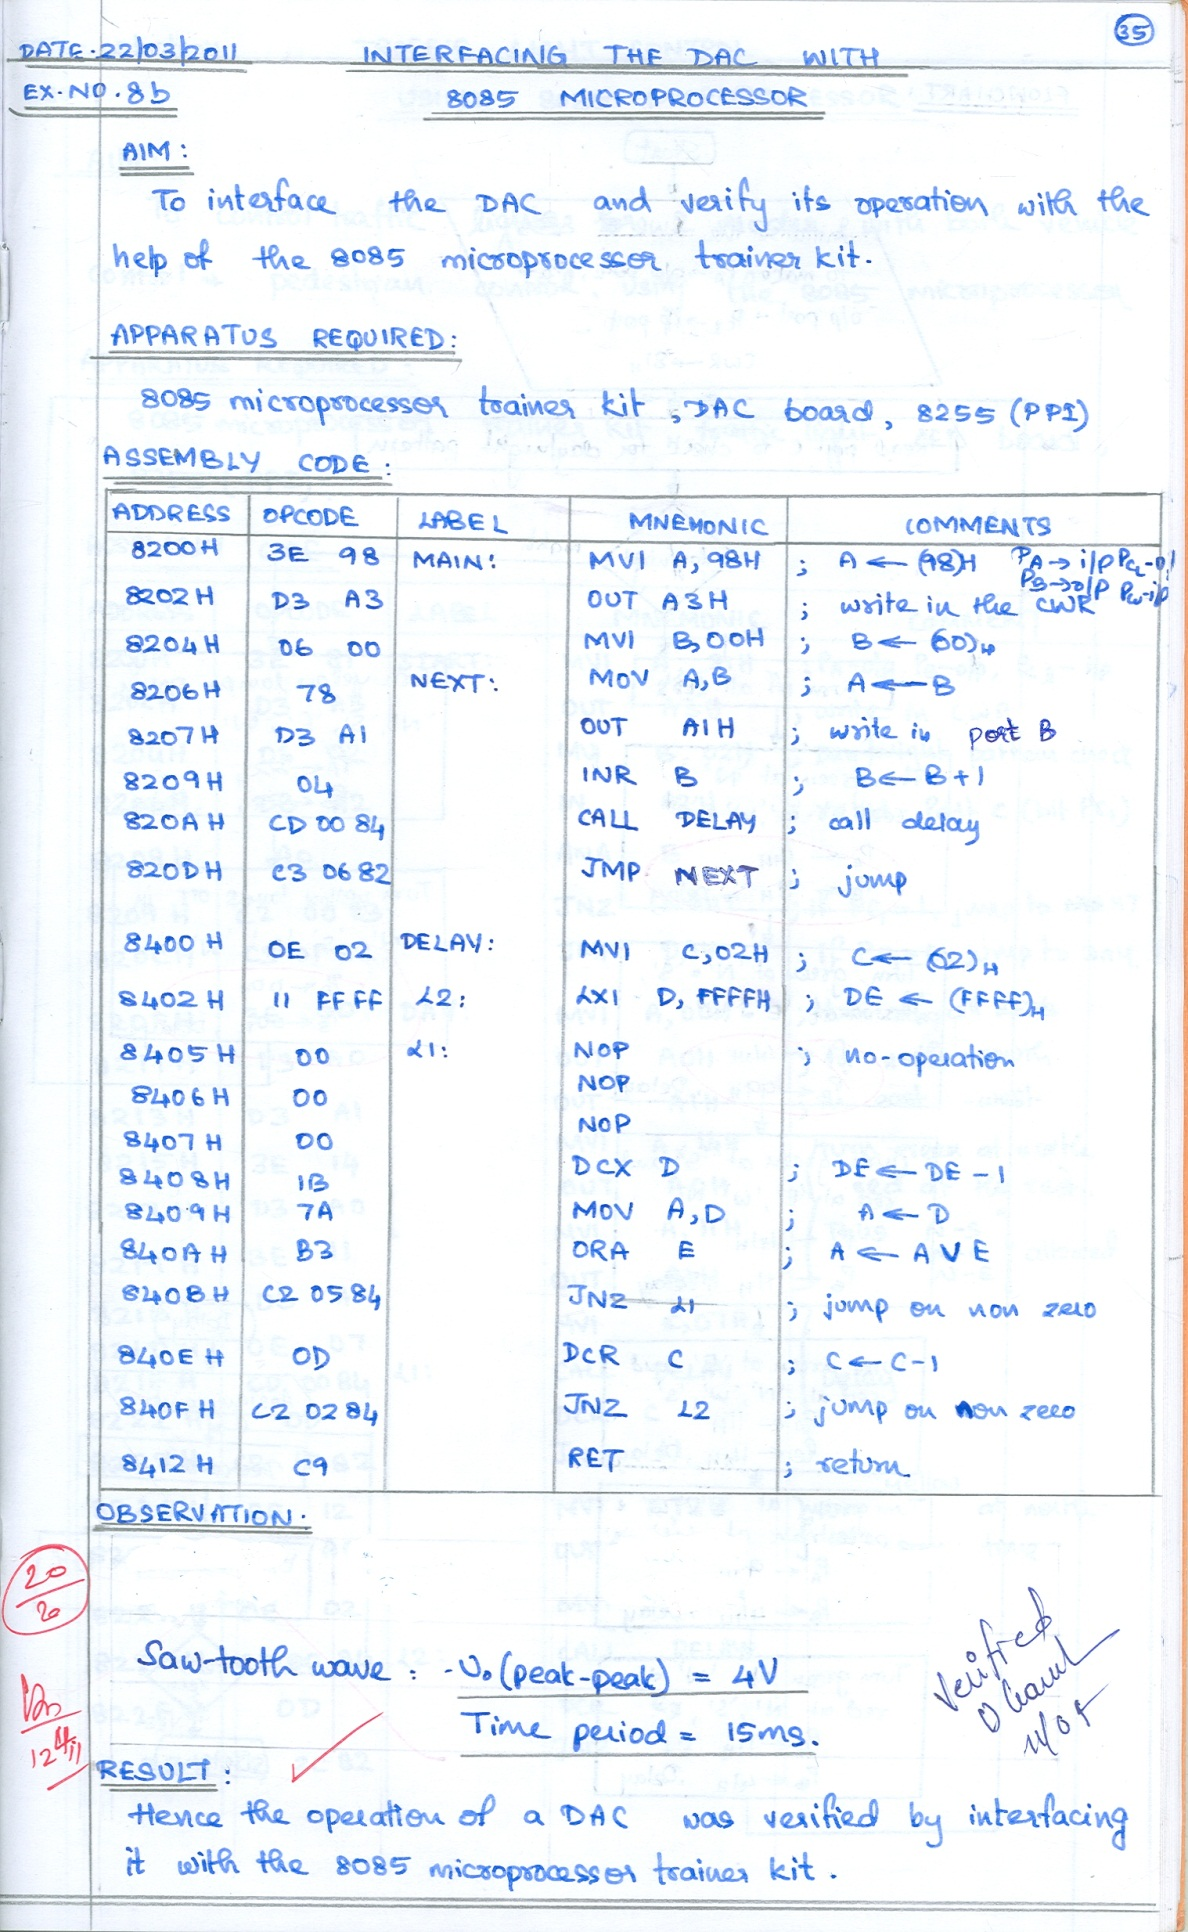 35
DATE: 22/03/2011 INTERFACING THE DAC WITH
EX. NO. 8b 8085 MICROPROCESSOR
AIM:
To interface the DAC and verify its operation with the
help of the 8085 microprocessor trainer kit.
APPARATUS REQUIRED:
8085 microprocessor trainer kit, DAC board, 8255 (PPI)
ASSEMBLY CODE:
ADDRESS OPCODE LABEL MNEMONIC COMMENTS
8200H 3E 98 MAIN: MVI A, 98H ; A ← (98)H PA → i/p PCL - o/
PB → o/p PCU - i/p
8202H D3 A3 OUT A3H ; write in the CWR
8204H 06 00 MVI B, 00H ; B ← (00)H
8206H 78 NEXT: MOV A, B ; A ← B
8207H D3 A1 OUT A1H ; write in port B
8209H 04 INR B ; B ← B+1
820AH CD 00 84 CALL DELAY ; call delay
820DH C3 06 82 JMP NEXT ; jump
8400H 0E 02 DELAY: MVI C, 02H ; C ← (02)H
8402H 11 FF FF L2: LXI D, FFFFH ; DE ← (FFFF)H
8405H 00 L1: NOP ; no-operation
8406H 00 NOP
8407H 00 NOP
8408H 1B DCX D ; DE ← DE - 1
8409H 7A MOV A, D ; A ← D
840AH B3 ORA E ; A ← A V E
840BH C2 05 84 JNZ L1 ; jump on non zero
840EH 0D DCR C ; C ← C-1
840FH C2 02 84 JNZ L2 ; jump on non zero
8412H C9 RET ; return
OBSERVATION.
20/20
Saw-tooth wave : - Vo (peak-peak) = 4V
Time period = 15ms.
Verified
RESULT:
Hence the operation of a DAC was verified by interfacing
it with the 8085 microprocessor trainer kit.